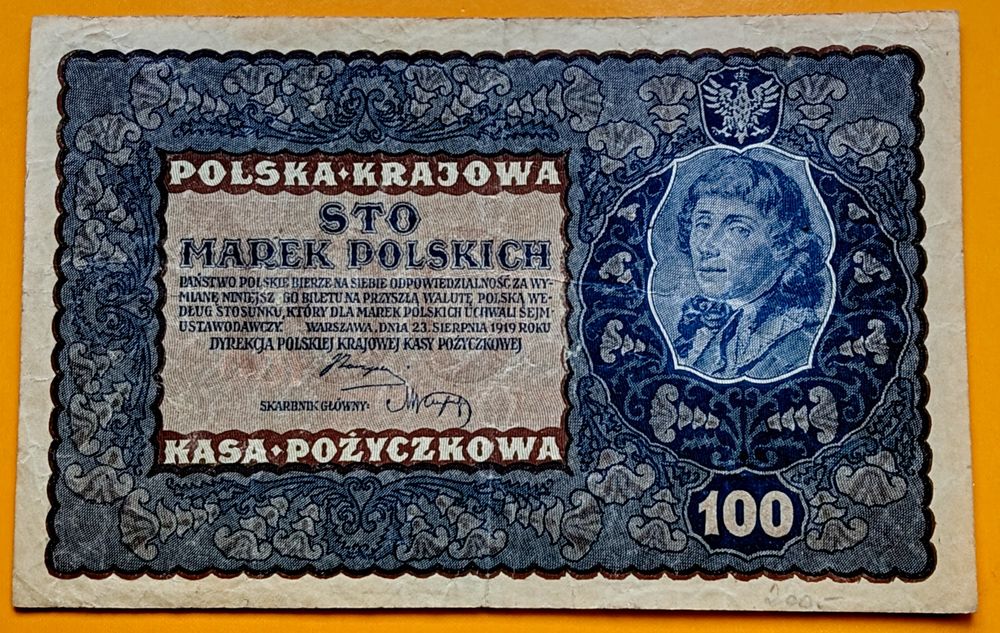 POLSKA·KRAJOWA
STO
MAREK POLSKICH
PAŃSTWO POLSKIE BIERZE NA SIEBIE ODPOWIEDZIALNOŚĆ ZA WY-
MIANĘ NINIEJSZEGO BILETU NA PRZYSZŁĄ WALUTĘ POLSKĄ WE-
DŁUG STOSUNKU, KTÓRY DLA MAREK POLSKICH UCHWALI SEJM
USTAWODAWCZY. WARSZAWA, DNIA 23. SIERPNIA 1919 ROKU
DYREKCJA POLSKIEJ KRAJOWEJ KASY POŻYCZKOWEJ
SKARBNIK GŁÓWNY:
KASA·POŻYCZKOWA
100